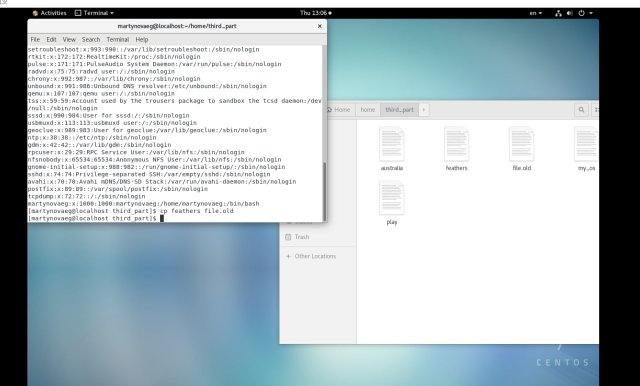 Activities Terminal Thu 13:06 en
martynovaeg@localhost:~/home/third_part
File Edit View Search Terminal Help
setroubleshoot:x:993:990::/var/lib/setroubleshoot:/sbin/nologin
rtkit:x:172:172:RealtimeKit:/proc:/sbin/nologin
pulse:x:171:171:PulseAudio System Daemon:/var/run/pulse:/sbin/nologin
radvd:x:75:75:radvd user:/:/sbin/nologin
chrony:x:992:987::/var/lib/chrony:/sbin/nologin
unbound:x:991:986:Unbound DNS resolver:/etc/unbound:/sbin/nologin
qemu:x:107:107:qemu user:/:/sbin/nologin
tss:x:59:59:Account used by the trousers package to sandbox the tcsd daemon:/dev
/null:/sbin/nologin
sssd:x:990:984:User for sssd:/:/sbin/nologin
usbmuxd:x:113:113:usbmuxd user:/:/sbin/nologin
geoclue:x:989:983:User for geoclue:/var/lib/geoclue:/sbin/nologin
ntp:x:38:38::/etc/ntp:/sbin/nologin
gdm:x:42:42::/var/lib/gdm:/sbin/nologin
rpcuser:x:29:29:RPC Service User:/var/lib/nfs:/sbin/nologin
nfsnobody:x:65534:65534:Anonymous NFS User:/var/lib/nfs:/sbin/nologin
gnome-initial-setup:x:988:982::/run/gnome-initial-setup/:/sbin/nologin
sshd:x:74:74:Privilege-separated SSH:/var/empty/sshd:/sbin/nologin
avahi:x:70:70:Avahi mDNS/DNS-SD Stack:/var/run/avahi-daemon:/sbin/nologin
postfix:x:89:89::/var/spool/postfix:/sbin/nologin
tcpdump:x:72:72::/:/sbin/nologin
martynovaeg:x:1000:1000:martynovaeg:/home/martynovaeg:/bin/bash
[martynovaeg@localhost third_part]$ cp feathers file.old
[martynovaeg@localhost third_part]$
Home home third_part
australia feathers file.old my_os
play
Trash
+ Other Locations
CENTOS